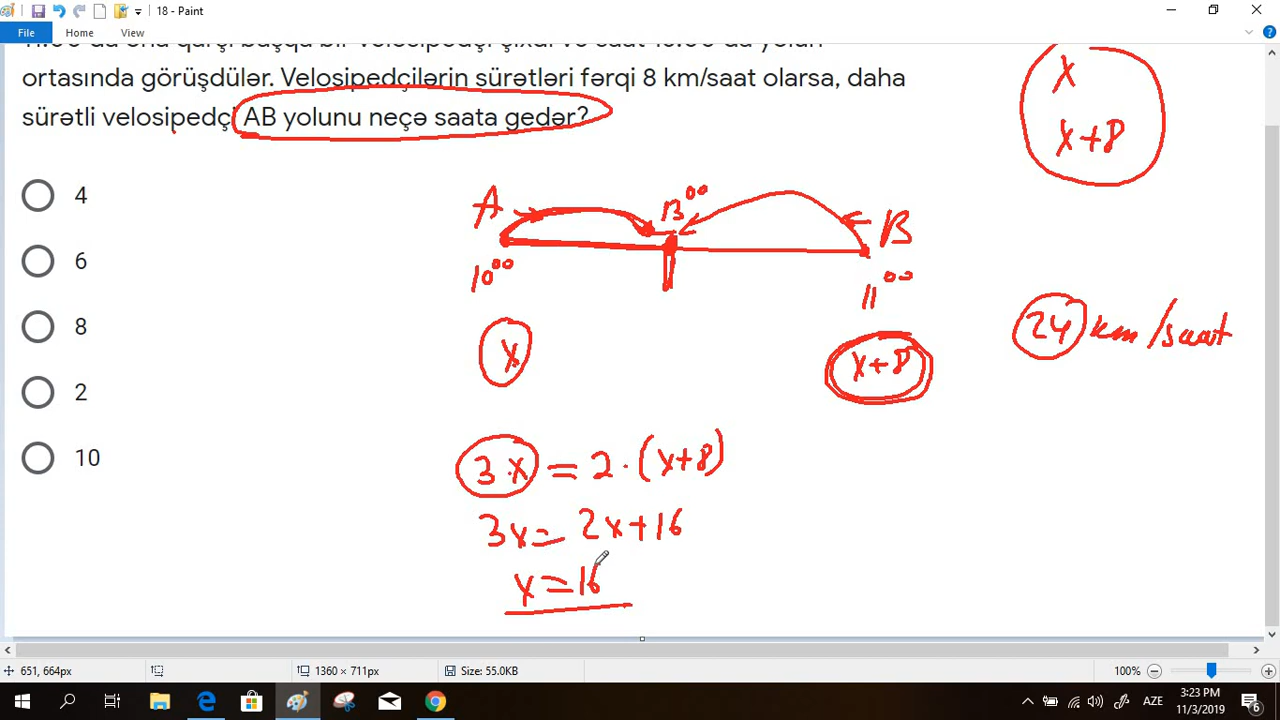 18 - Paint
File Home View
ortasında görüşdülər. Velosipedçilərin sürətləri fərqi 8 km/saat olarsa, daha
sürətli velosipedçi AB yolunu neçə saata gedər?
x
x+8
4
6
8
2
10
A
13⁰⁰
B
10⁰⁰
11⁰⁰
x
x+8
24 km/saat
3·x = 2·(x+8)
3x = 2x+16
x = 16
651, 664px
1360 × 711px
Size: 55.0KB
100%
AZE
3:23 PM
11/3/2019
6